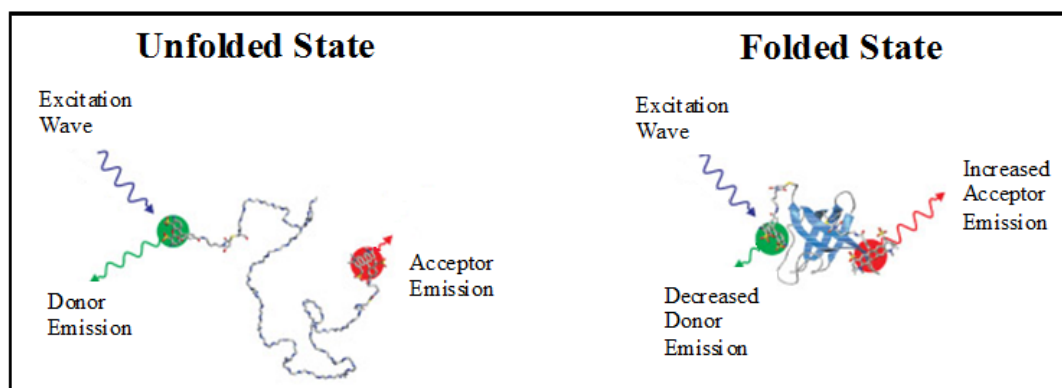 Unfolded State
Excitation
Wave
Donor
Emission
Acceptor
Emission
Folded State
Excitation
Wave
Increased
Acceptor
Emission
Decreased
Donor
Emission